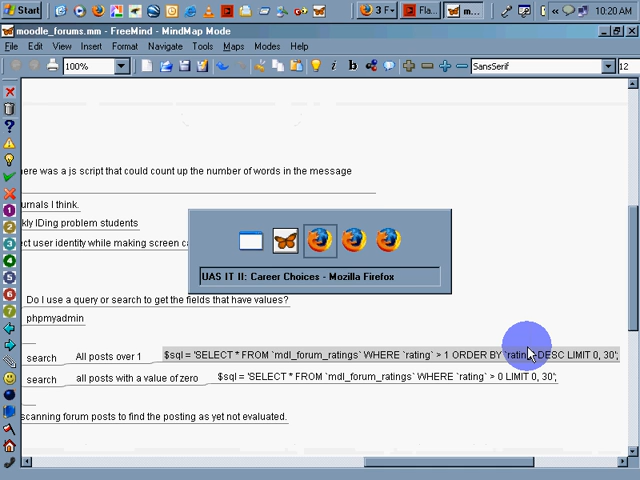 Start
3 F
Fla...
m...
10:20 AM
moodle_forums.mm - FreeMind - MindMap Mode
File Edit View Insert Format Navigate Tools Maps Modes Help
100% SansSerif 12
here was a js script that could count up the number of words in the message
urnals I think.
kly IDing problem students
ect user identity while making screen ca
UAS IT II: Career Choices - Mozilla Firefox
Do I use a query or search to get the fields that have values?
phpmyadmin
search All posts over 1 $sql = 'SELECT * FROM `mdl_forum_ratings` WHERE `rating` > 1 ORDER BY `rating` DESC LIMIT 0, 30';
search all posts with a value of zero $sql = 'SELECT * FROM `mdl_forum_ratings` WHERE `rating` > 0 LIMIT 0, 30';
scanning forum posts to find the posting as yet not evaluated.